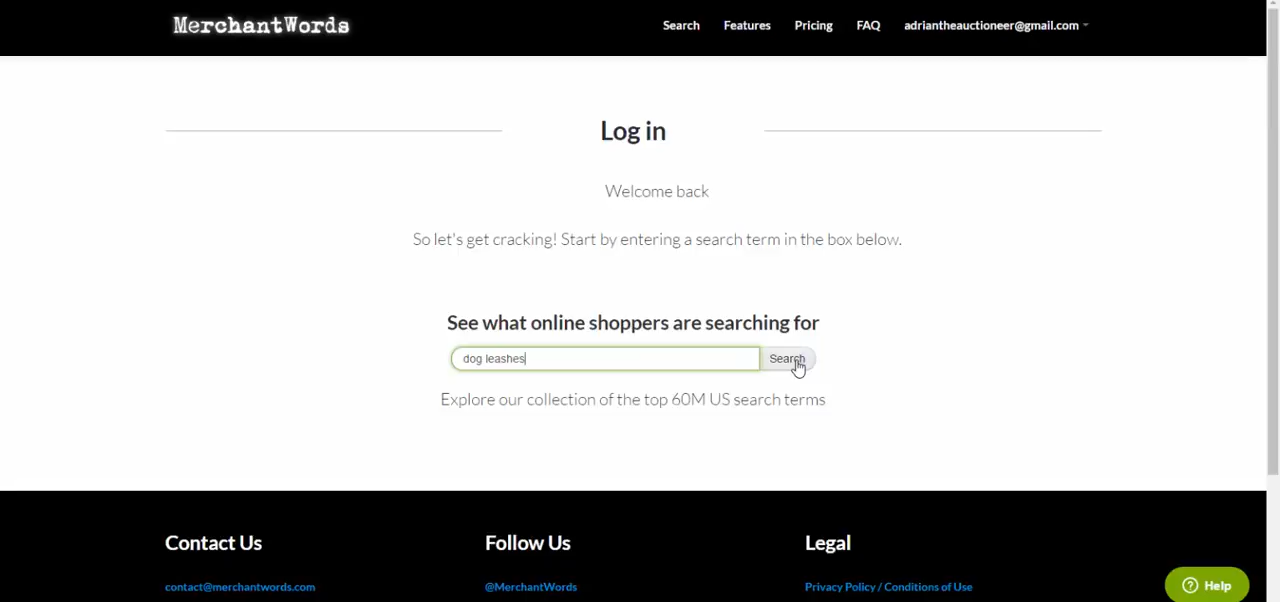 MerchantWords
Search Features Pricing FAQ adriantheauctioneer@gmail.com
Log in
Welcome back
So let's get cracking! Start by entering a search term in the box below.
See what online shoppers are searching for
dog leashes Search
Explore our collection of the top 60M US search terms
Contact Us Follow Us Legal
contact@merchantwords.com @MerchantWords Privacy Policy / Conditions of Use
Help